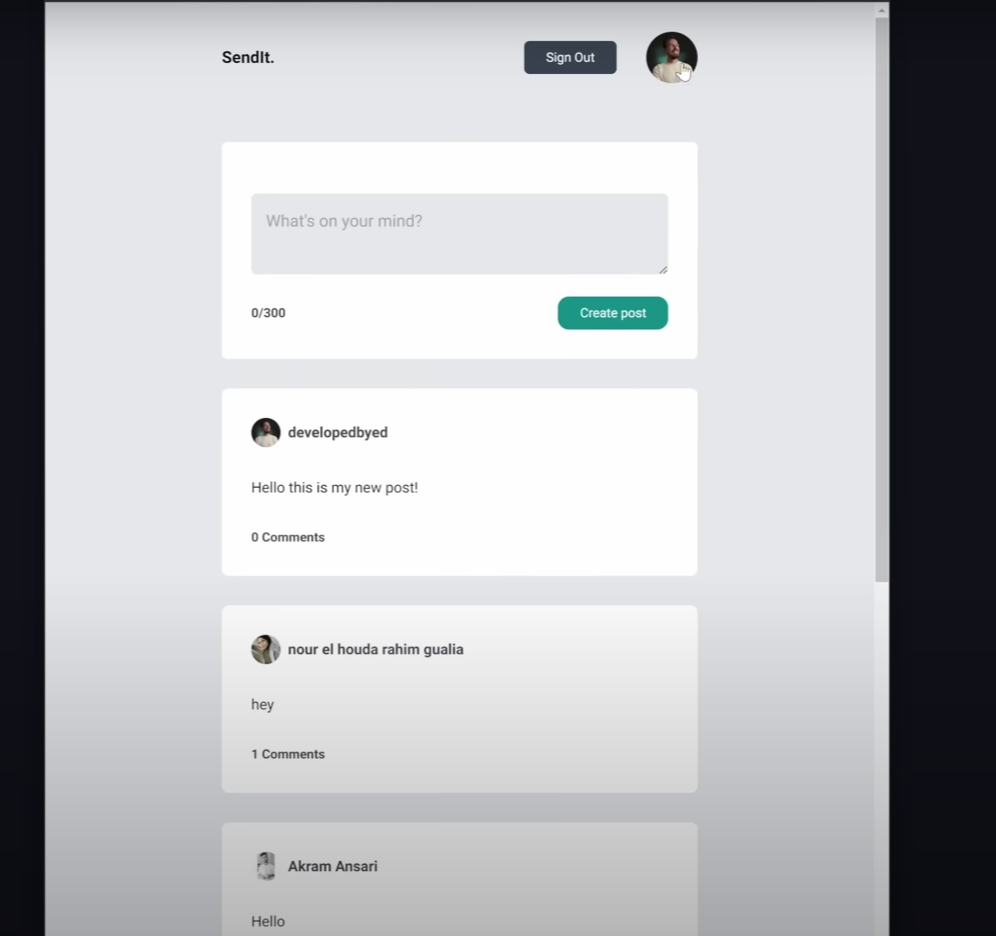 SendIt.
Sign Out
What's on your mind?
0/300
Create post
developedbyed
Hello this is my new post!
0 Comments
nour el houda rahim gualia
hey
1 Comments
Akram Ansari
Hello